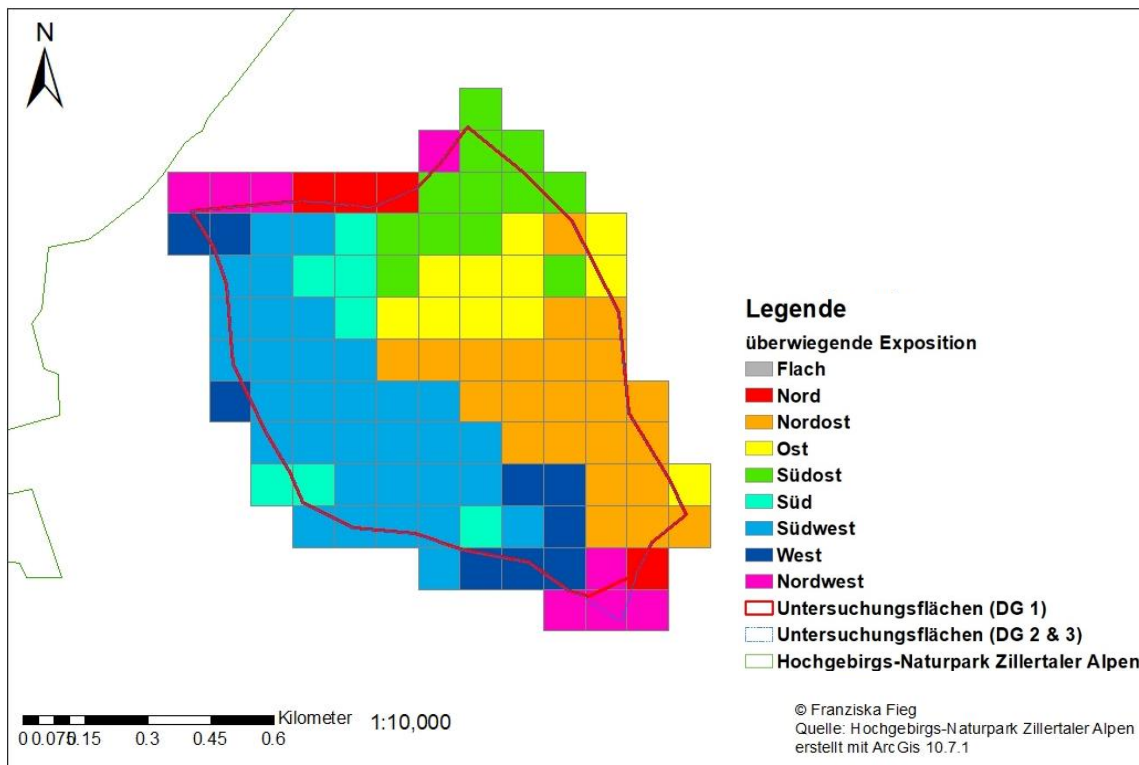 N
Legende
überwiegende Exposition
Flach
Nord
Nordost
Ost
Südost
Süd
Südwest
West
Nordwest
Untersuchungsflächen (DG 1)
Untersuchungsflächen (DG 2 & 3)
Hochgebirgs-Naturpark Zillertaler Alpen
Kilometer
1:10,000
0 0.075 0.15 0.3 0.45 0.6
© Franziska Fieg
Quelle: Hochgebirgs-Naturpark Zillertaler Alpen
erstellt mit ArcGis 10.7.1